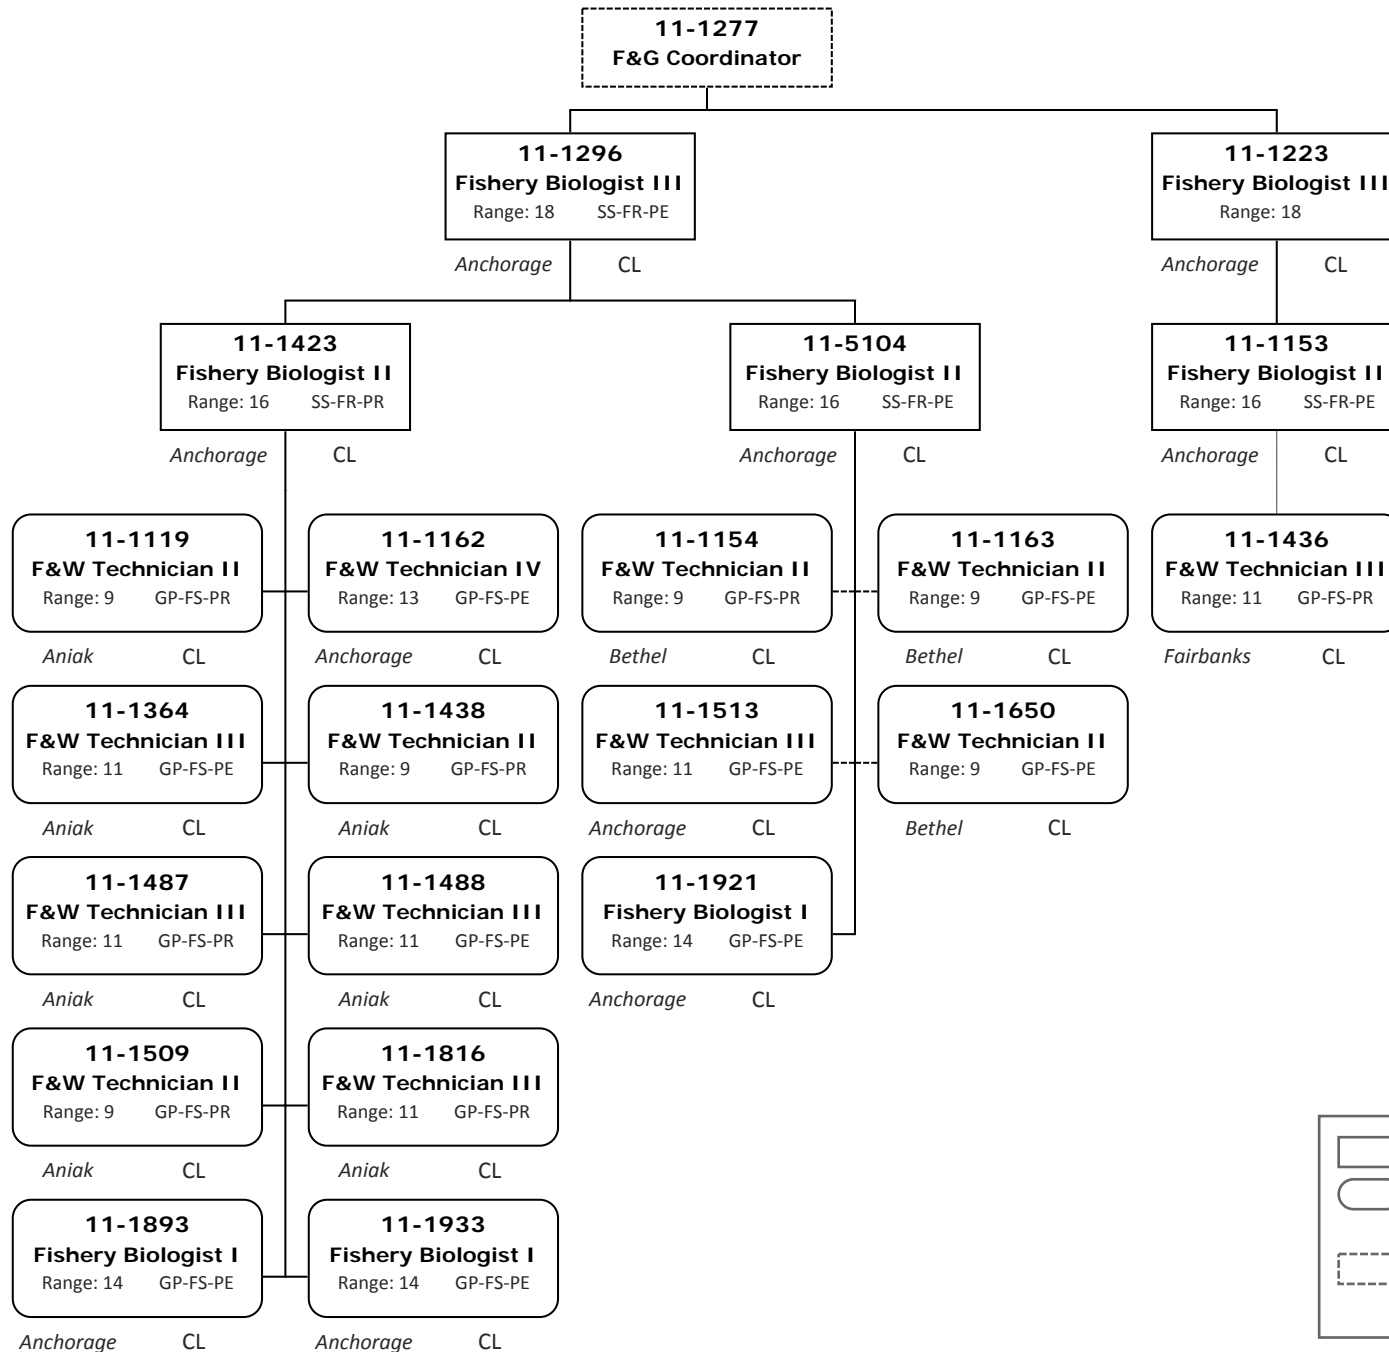 11-1277
F&G Coordinator
11-1296
Fishery Biologist III
Range: 18 SS-FR-PE
Anchorage CL
11-1223
Fishery Biologist III
Range: 18
Anchorage CL
11-1423
Fishery Biologist II
Range: 16 SS-FR-PR
Anchorage CL
11-5104
Fishery Biologist II
Range: 16 SS-FR-PE
Anchorage CL
11-1153
Fishery Biologist II
Range: 16 SS-FR-PE
Anchorage CL
11-1119
F&W Technician II
Range: 9 GP-FS-PR
Aniak CL
11-1162
F&W Technician IV
Range: 13 GP-FS-PE
Anchorage CL
11-1154
F&W Technician II
Range: 9 GP-FS-PR
Bethel CL
11-1163
F&W Technician II
Range: 9 GP-FS-PE
Bethel CL
11-1436
F&W Technician III
Range: 11 GP-FS-PR
Fairbanks CL
11-1364
F&W Technician III
Range: 11 GP-FS-PE
Aniak CL
11-1438
F&W Technician II
Range: 9 GP-FS-PR
Aniak CL
11-1513
F&W Technician III
Range: 11 GP-FS-PE
Anchorage CL
11-1650
F&W Technician II
Range: 9 GP-FS-PE
Bethel CL
11-1487
F&W Technician III
Range: 11 GP-FS-PR
Aniak CL
11-1488
F&W Technician III
Range: 11 GP-FS-PE
Aniak CL
11-1921
Fishery Biologist I
Range: 14 GP-FS-PE
Anchorage CL
11-1509
F&W Technician II
Range: 9 GP-FS-PR
Aniak CL
11-1816
F&W Technician III
Range: 11 GP-FS-PR
Aniak CL
11-1893
Fishery Biologist I
Range: 14 GP-FS-PE
Anchorage CL
11-1933
Fishery Biologist I
Range: 14 GP-FS-PE
Anchorage CL